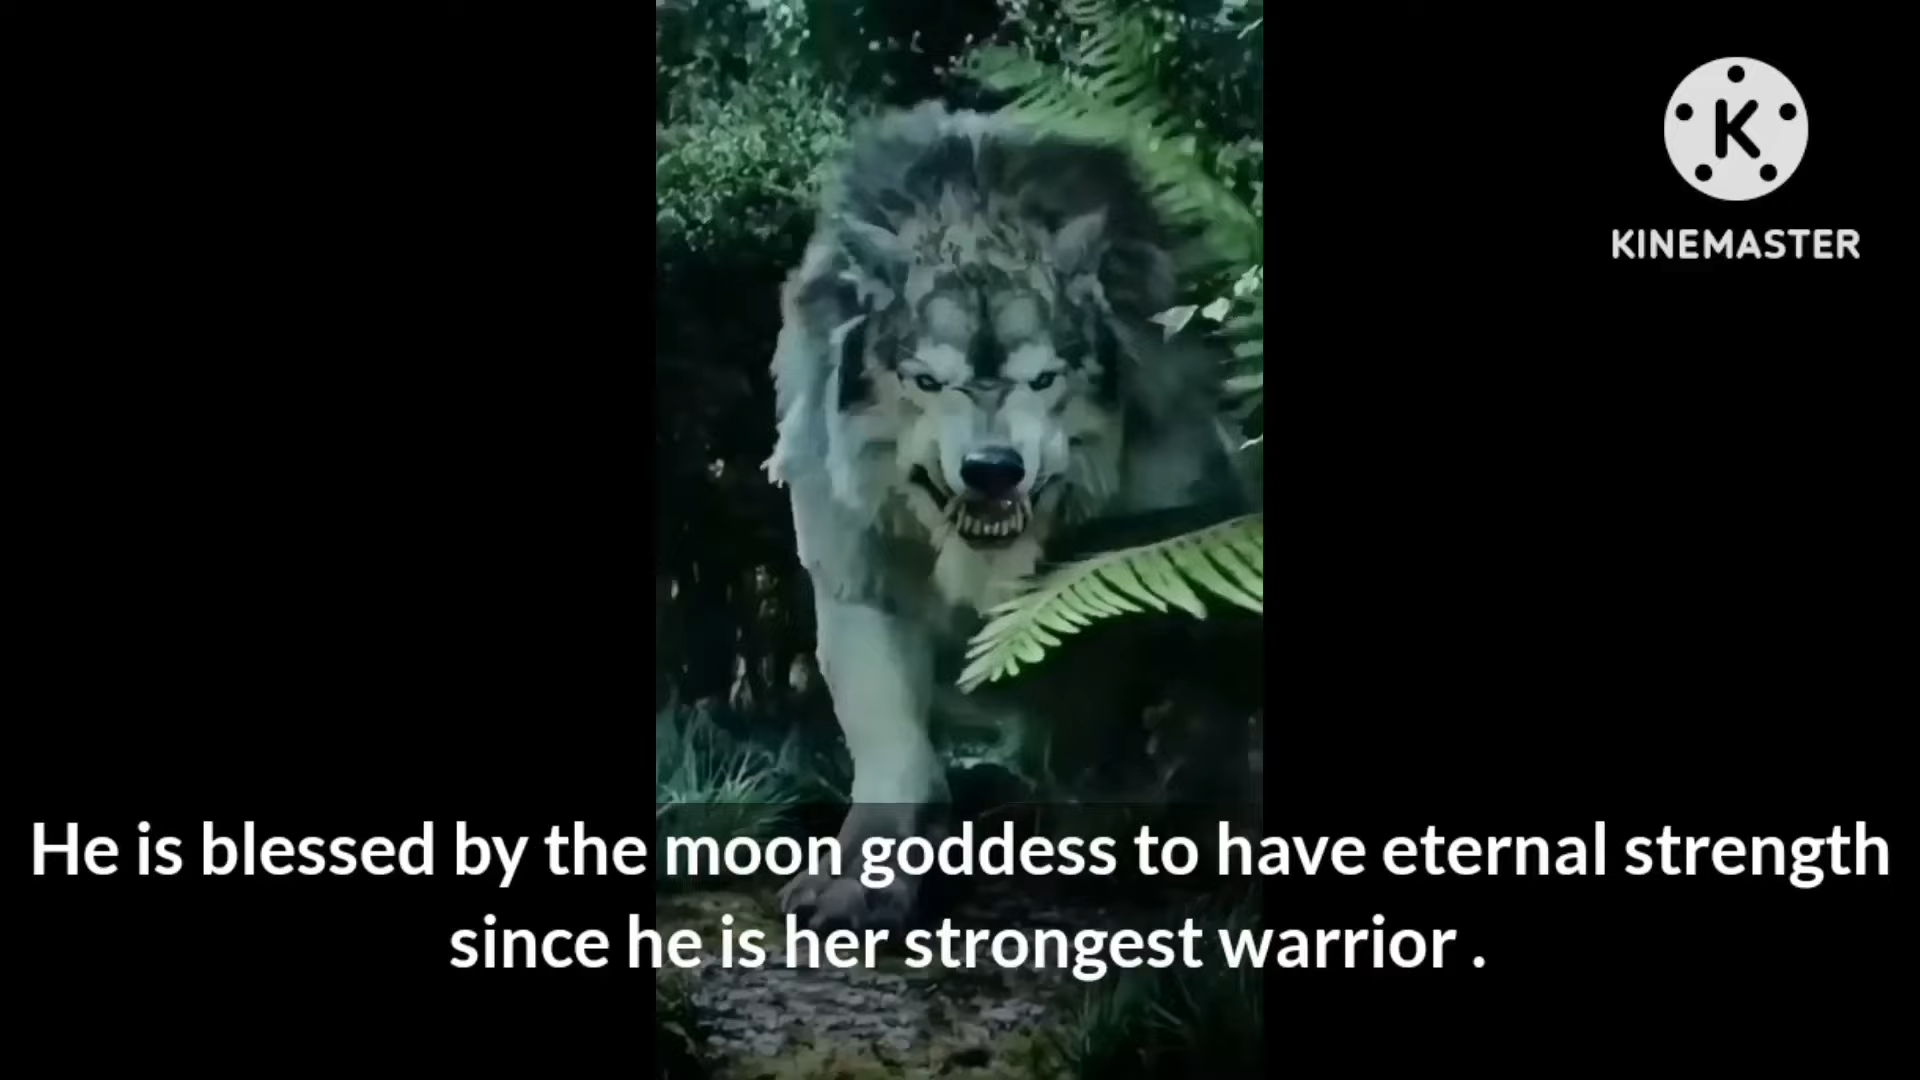 K
KINEMASTER
He is blessed by the moon goddess to have eternal strength
since he is her strongest warrior .